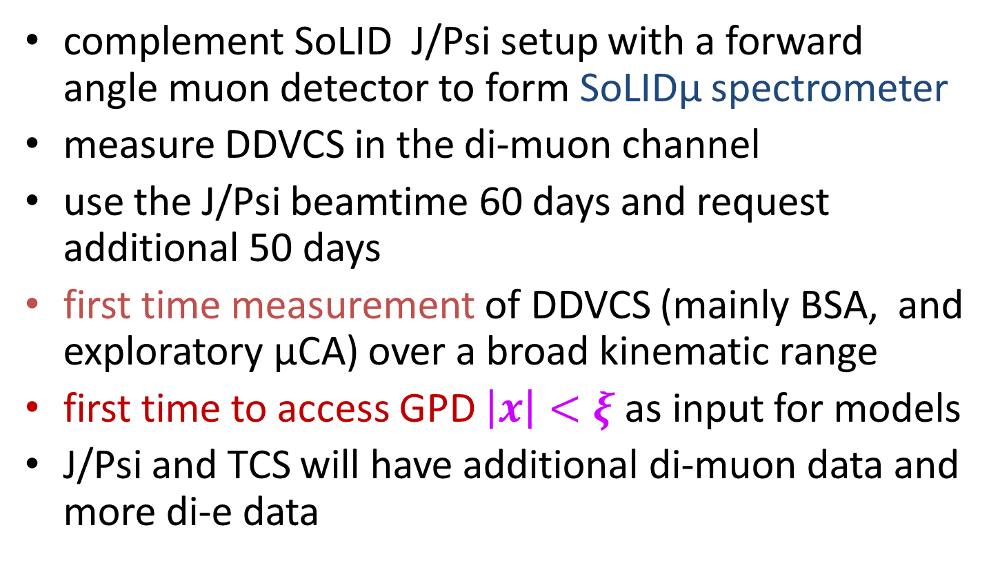 • complement SoLID  J/Psi setup with a forward
angle muon detector to form SoLIDμ spectrometer
• measure DDVCS in the di-muon channel
• use the J/Psi beamtime 60 days and request
additional 50 days
• first time measurement of DDVCS (mainly BSA,  and
exploratory μCA) over a broad kinematic range
• first time to access GPD |x| < ξ as input for models
• J/Psi and TCS will have additional di-muon data and
more di-e data